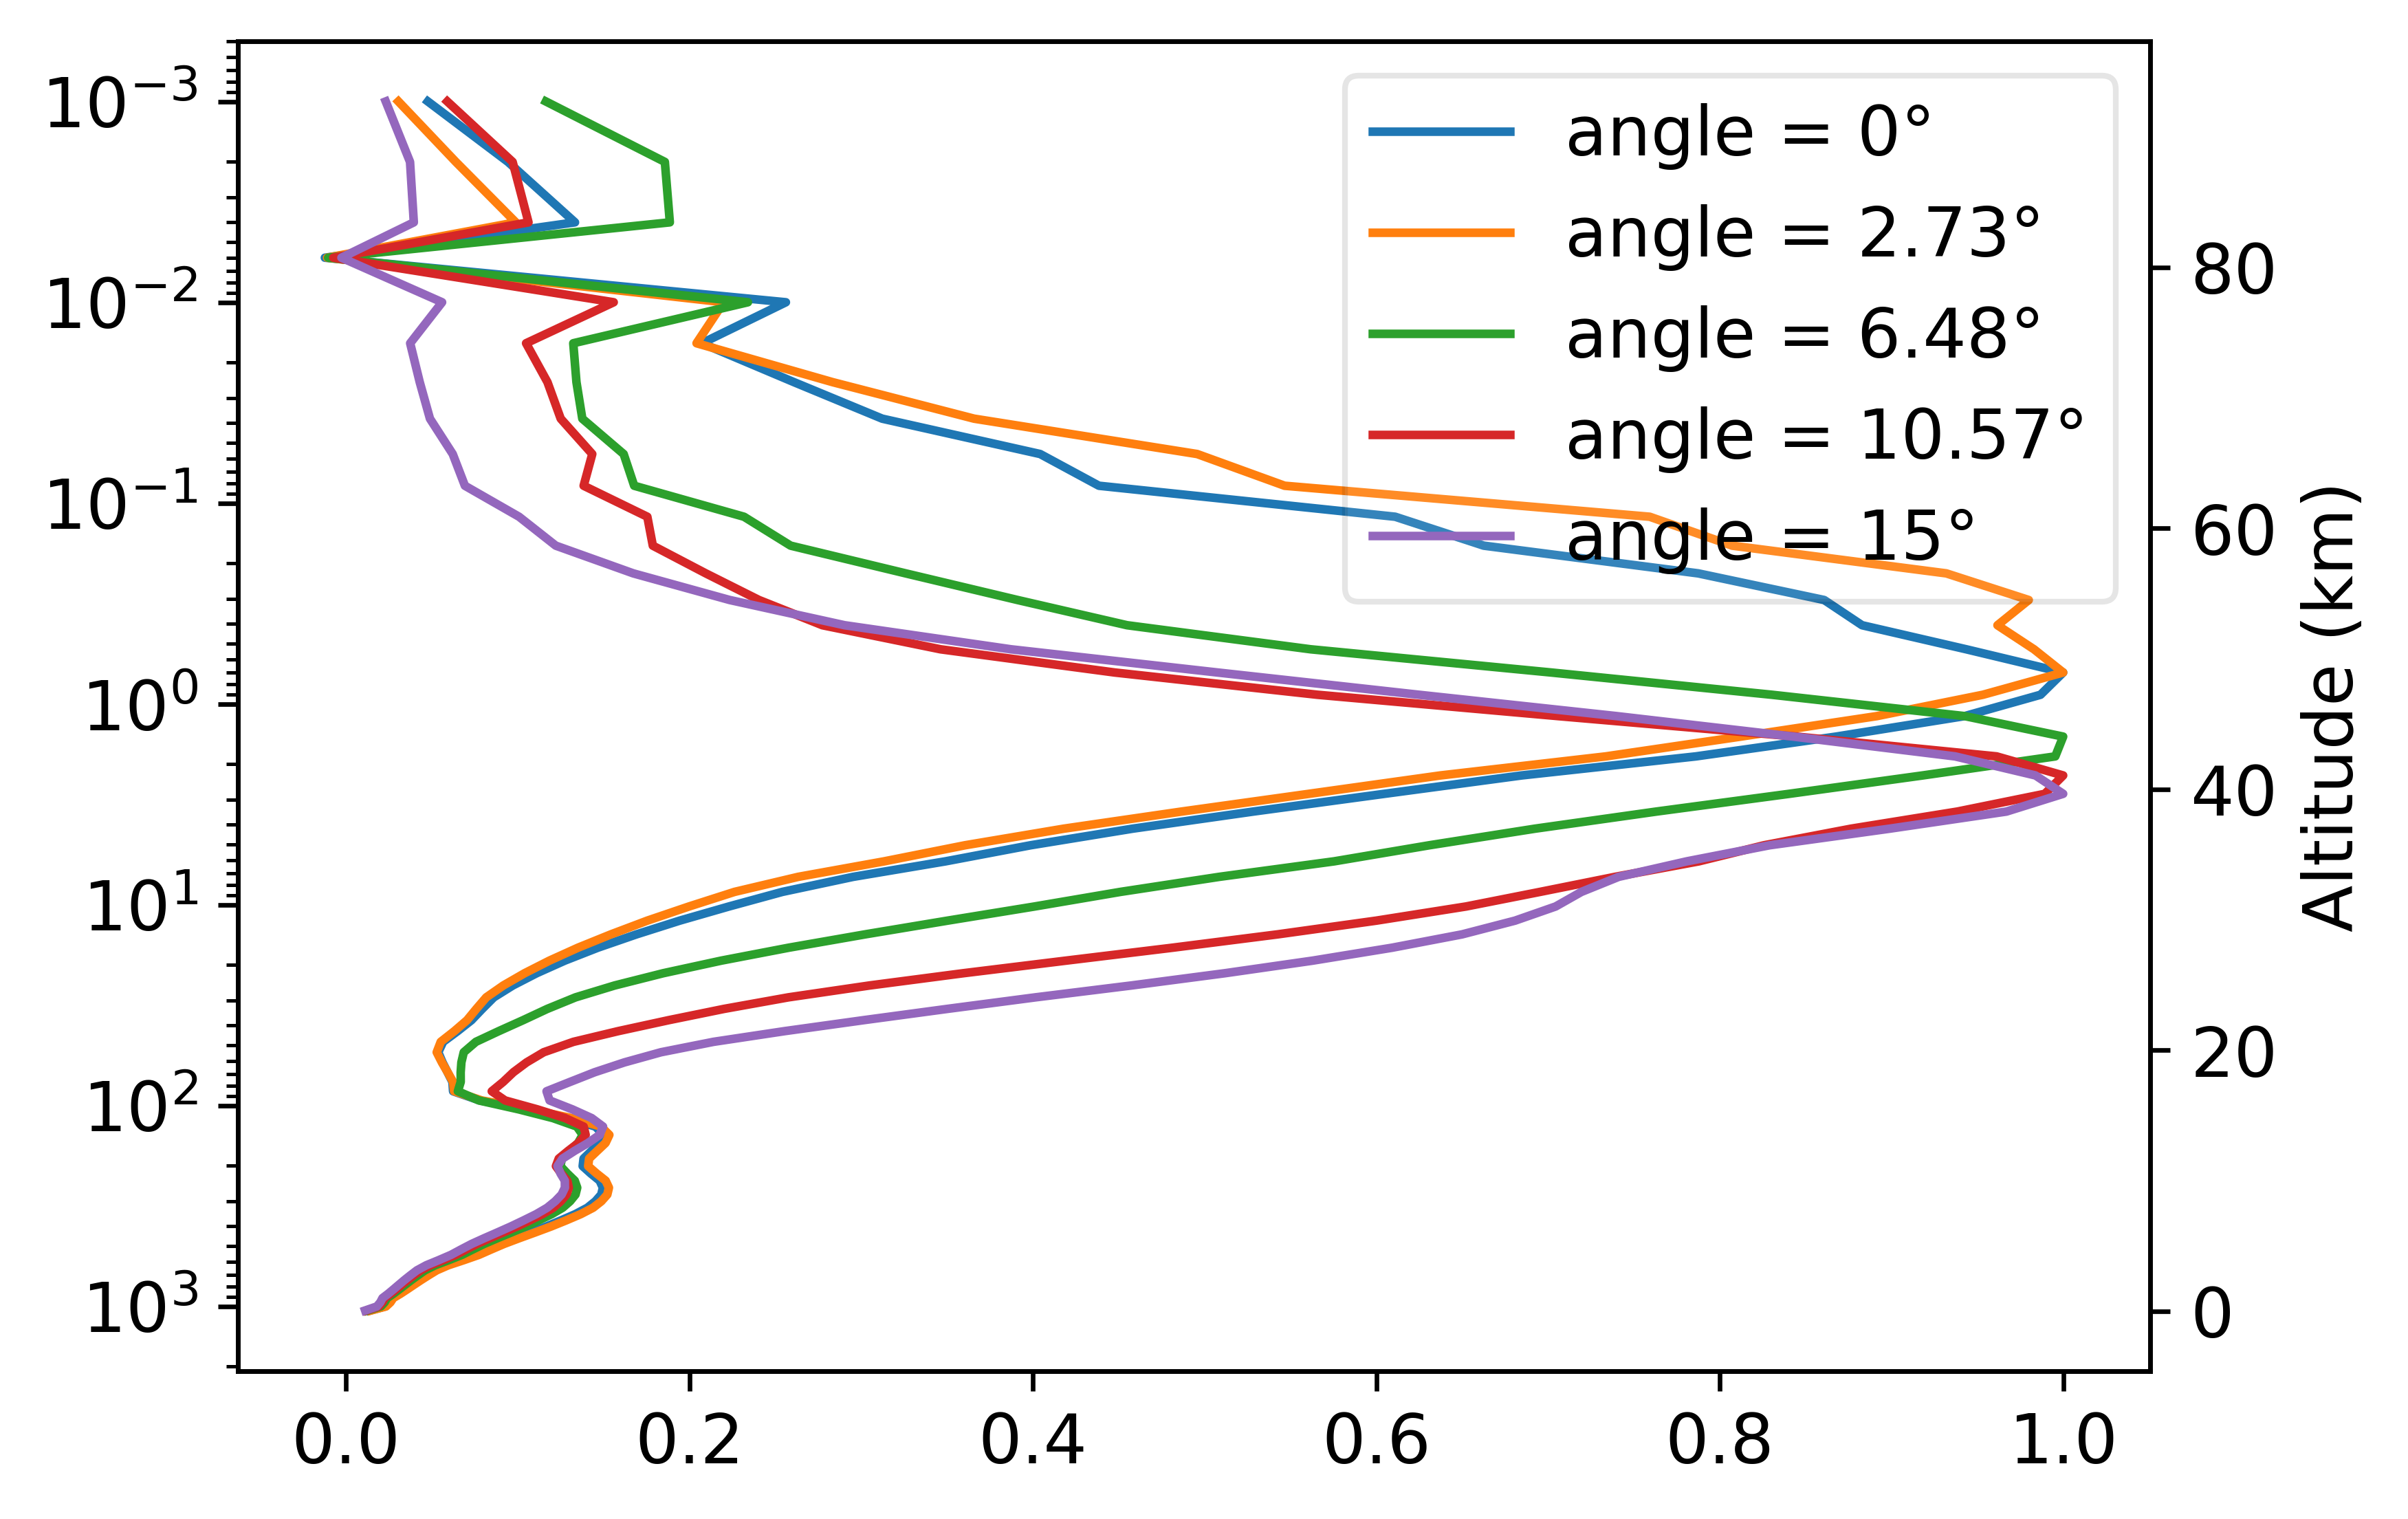 10⁻³
10⁻²
10⁻¹
10⁰
10¹
10²
10³
0.0 0.2 0.4 0.6 0.8 1.0
angle = 0°
angle = 2.73°
angle = 6.48°
angle = 10.57°
angle = 15°
80
60
40
20
0
Altitude (km)